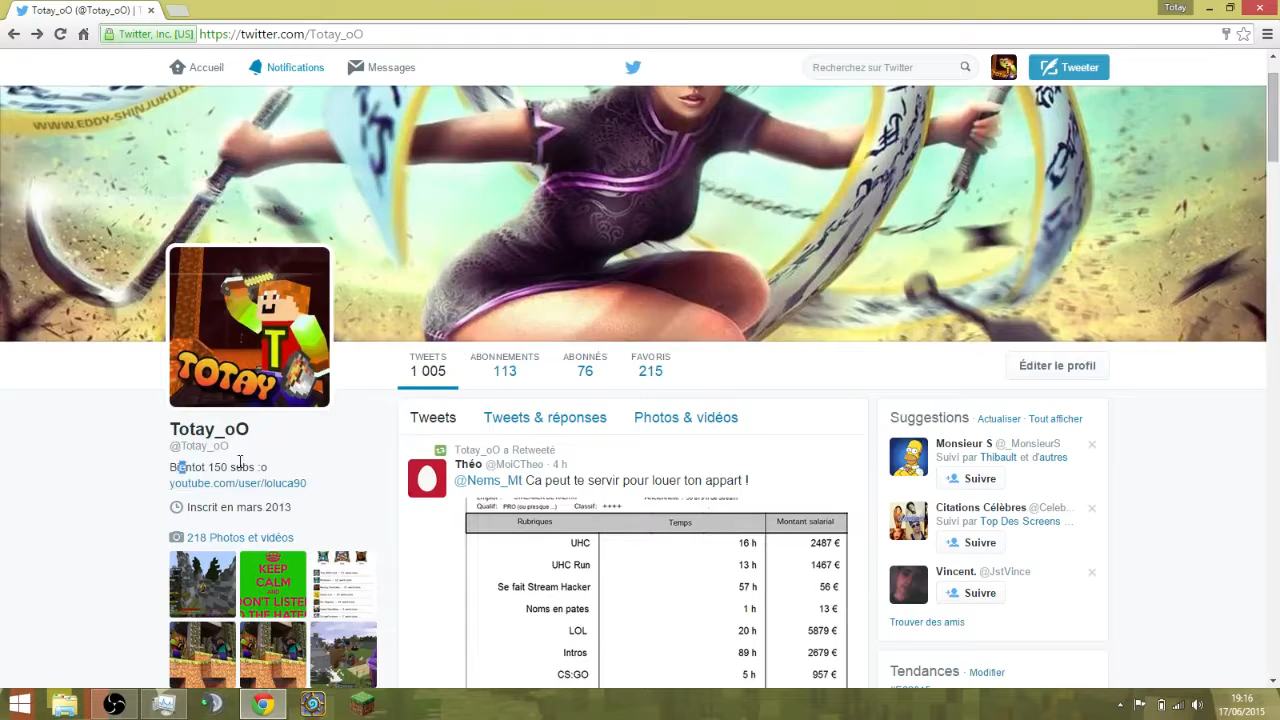 Totay_oO (@Totay_oO) | T
Totay
Twitter, Inc. [US]
https://twitter.com/Totay_oO
Accueil
Notifications
Messages
Recherchez sur Twitter
Tweeter
WWW.EDDY-SHINJUKU.
TWEETS
1 005
ABONNEMENTS
113
ABONNÉS
76
FAVORIS
215
Éditer le profil
T
TOTAY
Totay_oO
@Totay_oO
Bientot 150 subs :o
youtube.com/user/loluca90
Inscrit en mars 2013
218 Photos et vidéos
KEEP
CALM
AND
DON'T LISTEN
TO THE HATER
Tweets
Tweets & réponses
Photos & vidéos
Totay_oO a Retweeté
Théo @MoiCTheo · 4 h
@Nems_Mt Ca peut te servir pour louer ton appart !
Qualif: PRO (ou presque ..) Classif: ++++
Rubriques Temps Montant salarial
UHC 16 h 2487 €
UHC Run 13 h 1467 €
Se fait Stream Hacker 57 h 56 €
Noms en pates 1 h 13 €
LOL 20 h 5879 €
Intros 89 h 2679 €
CS:GO 5 h 957 €
Suggestions · Actualiser · Tout afficher
Monsieur S @_MonsieurS
Suivi par Thibault et d'autres
Suivre
Citations Célèbres @Celeb...
Suivi par Top Des Screens ...
Suivre
Vincent. @JstVince
Suivre
Trouver des amis
Tendances · Modifier
19:16
17/06/2015